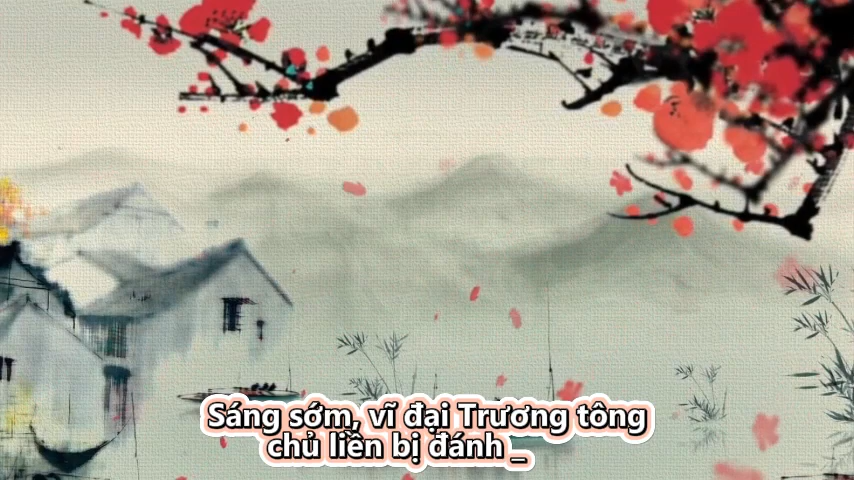 Sáng sớm, vĩ đại Trương tông
chủ liền bị đánh _